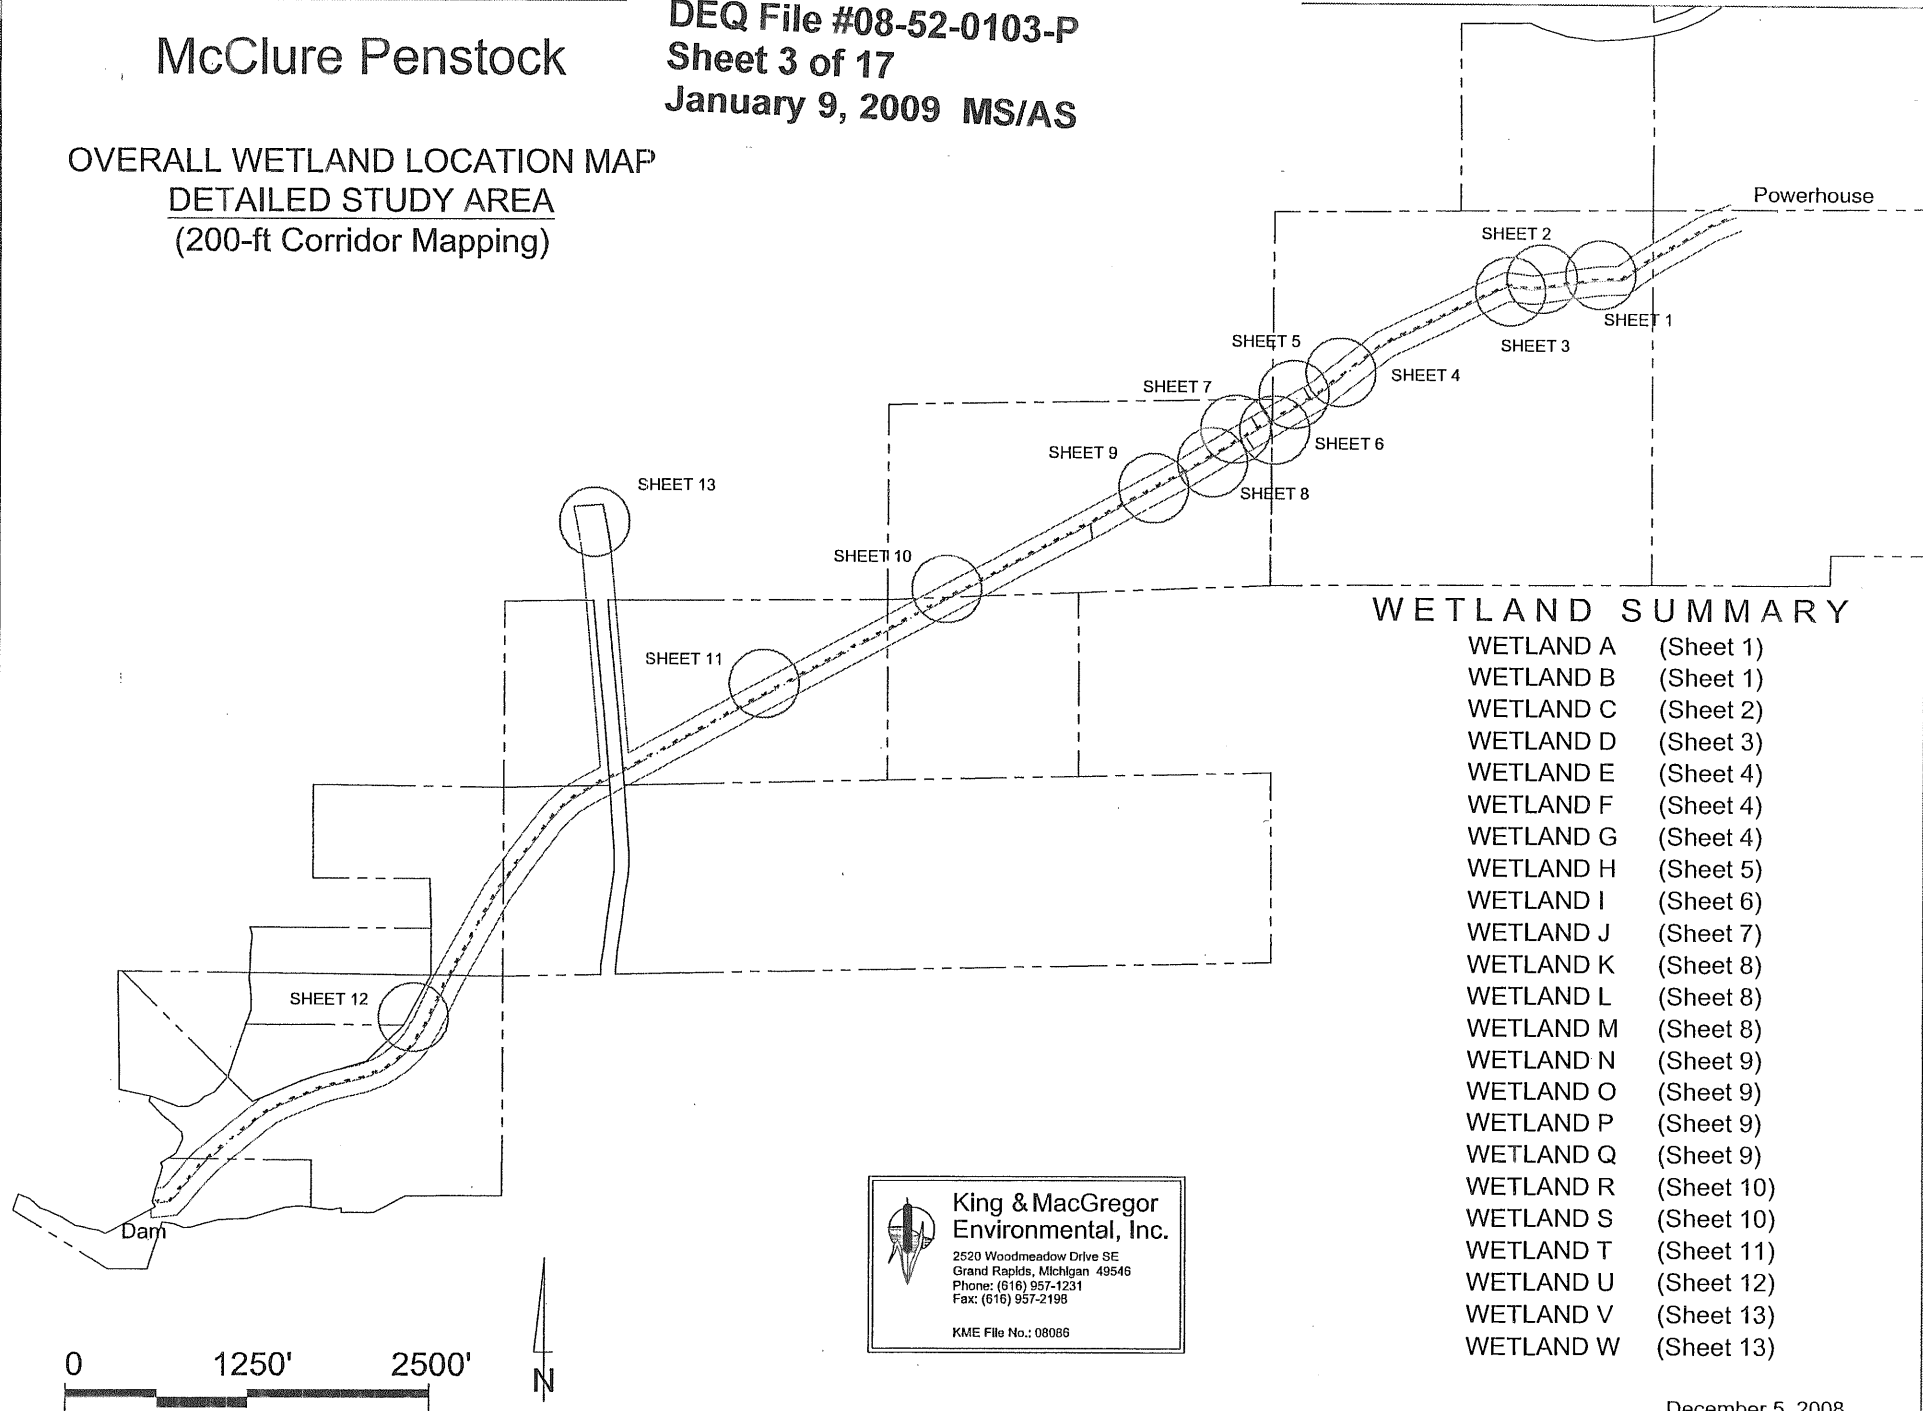 McClure Penstock
DEQ File #08-52-0103-P
Sheet 3 of 17
January 9, 2009 MS/AS
OVERALL WETLAND LOCATION MAP
DETAILED STUDY AREA
(200-ft Corridor Mapping)
Powerhouse
SHEET 2
SHEET 1
SHEET 3
SHEET 5
SHEET 4
SHEET 7
SHEET 6
SHEET 9
SHEET 8
SHEET 13
SHEET 10
SHEET 11
SHEET 12
Dam
WETLAND SUMMARY
WETLAND A (Sheet 1)
WETLAND B (Sheet 1)
WETLAND C (Sheet 2)
WETLAND D (Sheet 3)
WETLAND E (Sheet 4)
WETLAND F (Sheet 4)
WETLAND G (Sheet 4)
WETLAND H (Sheet 5)
WETLAND I (Sheet 6)
WETLAND J (Sheet 7)
WETLAND K (Sheet 8)
WETLAND L (Sheet 8)
WETLAND M (Sheet 8)
WETLAND N (Sheet 9)
WETLAND O (Sheet 9)
WETLAND P (Sheet 9)
WETLAND Q (Sheet 9)
WETLAND R (Sheet 10)
WETLAND S (Sheet 10)
WETLAND T (Sheet 11)
WETLAND U (Sheet 12)
WETLAND V (Sheet 13)
WETLAND W (Sheet 13)
King & MacGregor
Environmental, Inc.
2520 Woodmeadow Drive SE
Grand Rapids, Michigan 49546
Phone: (616) 957-1231
Fax: (616) 957-2198
KME File No.: 08086
0 1250' 2500'
N
December 5, 2008